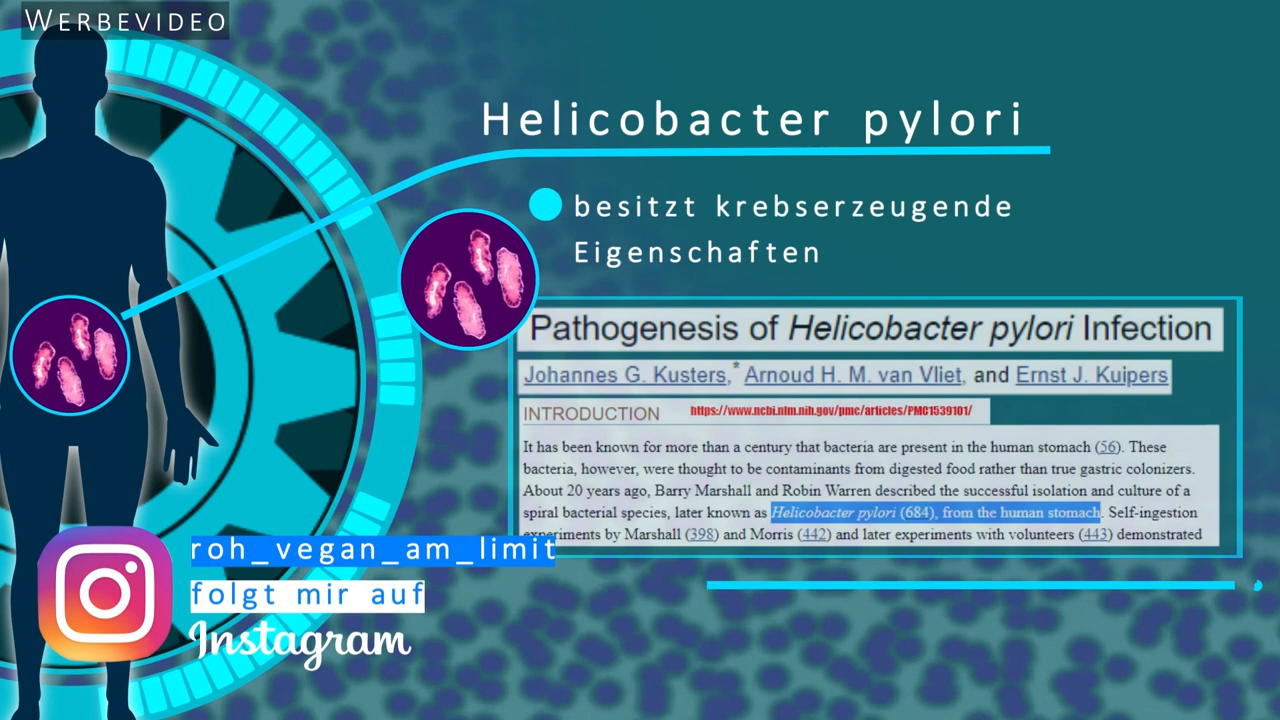 WERBEVIDEO
Helicobacter pylori
besitzt krebserzeugende
Eigenschaften
Pathogenesis of Helicobacter pylori Infection
Johannes G. Kusters,* Arnoud H. M. van Vliet, and Ernst J. Kuipers
INTRODUCTION https://www.ncbi.nlm.nih.gov/pmc/articles/PMC1539101/
It has been known for more than a century that bacteria are present in the human stomach (56). These
bacteria, however, were thought to be contaminants from digested food rather than true gastric colonizers.
About 20 years ago, Barry Marshall and Robin Warren described the successful isolation and culture of a
spiral bacterial species, later known as Helicobacter pylori (684), from the human stomach. Self-ingestion
experiments by Marshall (398) and Morris (442) and later experiments with volunteers (443) demonstrated
roh_vegan_am_limit
folgt mir auf
Instagram